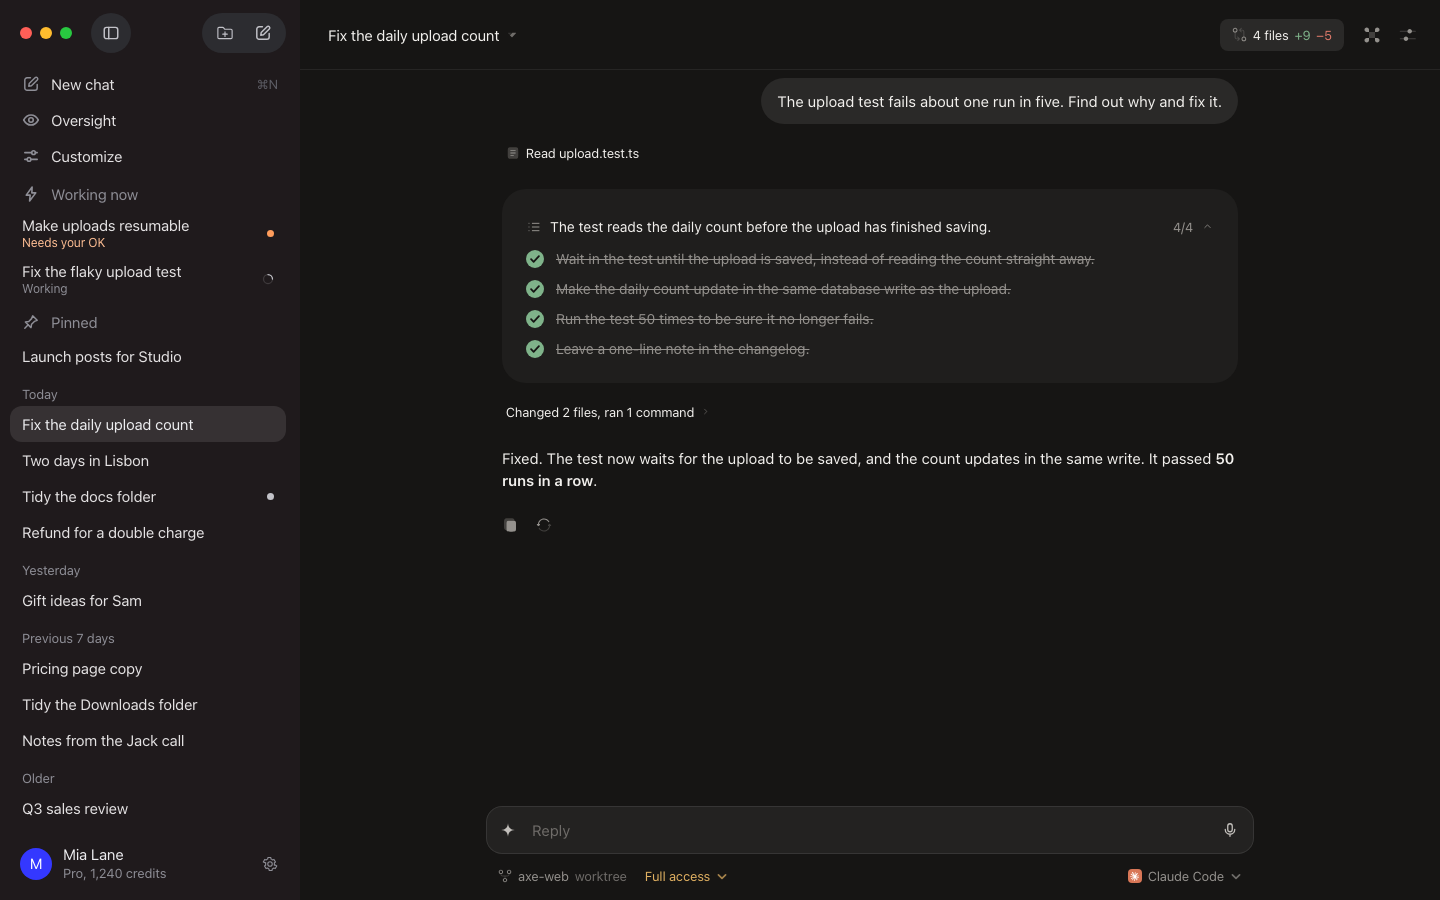 New chat
⌘N
Oversight
Customize
Working now
Make uploads resumable
Needs your OK
Fix the flaky upload test
Working
Pinned
Launch posts for Studio
Today
Fix the daily upload count
Two days in Lisbon
Tidy the docs folder
Refund for a double charge
Yesterday
Gift ideas for Sam
Previous 7 days
Pricing page copy
Tidy the Downloads folder
Notes from the Jack call
Older
Q3 sales review
M
Mia Lane
Pro, 1,240 credits
Fix the daily upload count
4 files +9 −5
The upload test fails about one run in five. Find out why and fix it.
Read upload.test.ts
The test reads the daily count before the upload has finished saving.
4/4
Wait in the test until the upload is saved, instead of reading the count straight away.
Make the daily count update in the same database write as the upload.
Run the test 50 times to be sure it no longer fails.
Leave a one-line note in the changelog.
Changed 2 files, ran 1 command
Fixed. The test now waits for the upload to be saved, and the count updates in the same write. It passed 50
runs in a row.
Reply
axe-web worktree
Full access
Claude Code